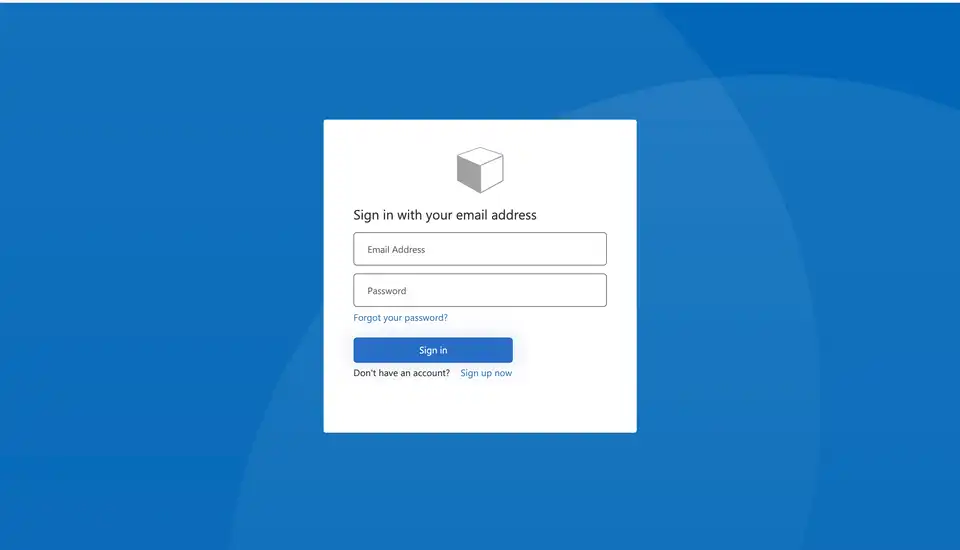 Sign in with your email address
Email Address
Password
Forgot your password?
Sign in
Don't have an account? Sign up now